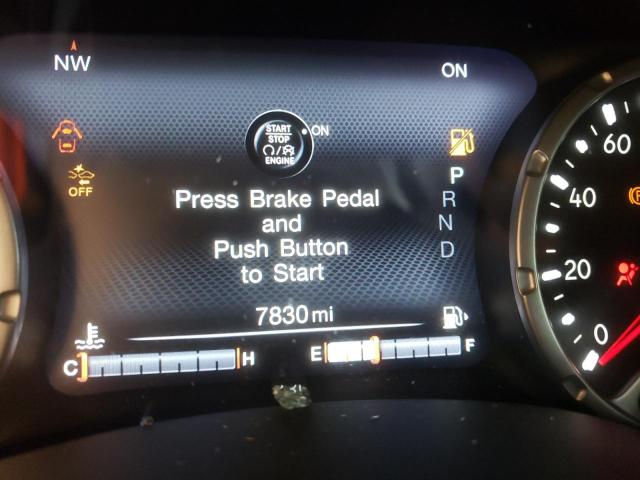 NW
ON
START
STOP
ENGINE
ON
OFF
Press Brake Pedal
and
Push Button
to Start
P
R
N
D
7830 mi
C
H
E
F
60
40
20
0